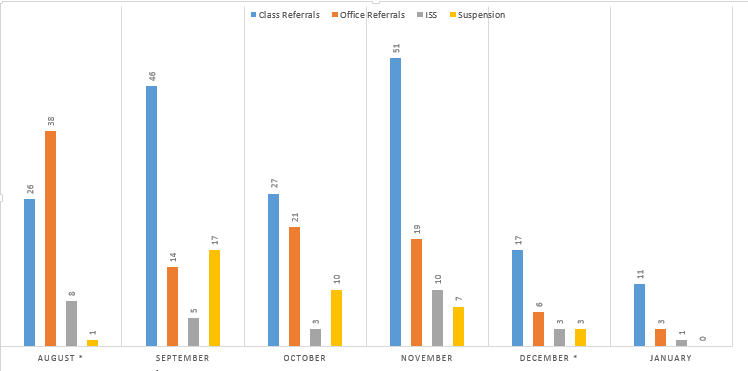 Class Referrals Office Referrals ISS Suspension
26 38 8 1
46 14 5 17
27 21 3 10
51 19 10 7
17 6 3 3
11 3 1 0
AUGUST * SEPTEMBER OCTOBER NOVEMBER DECEMBER * JANUARY